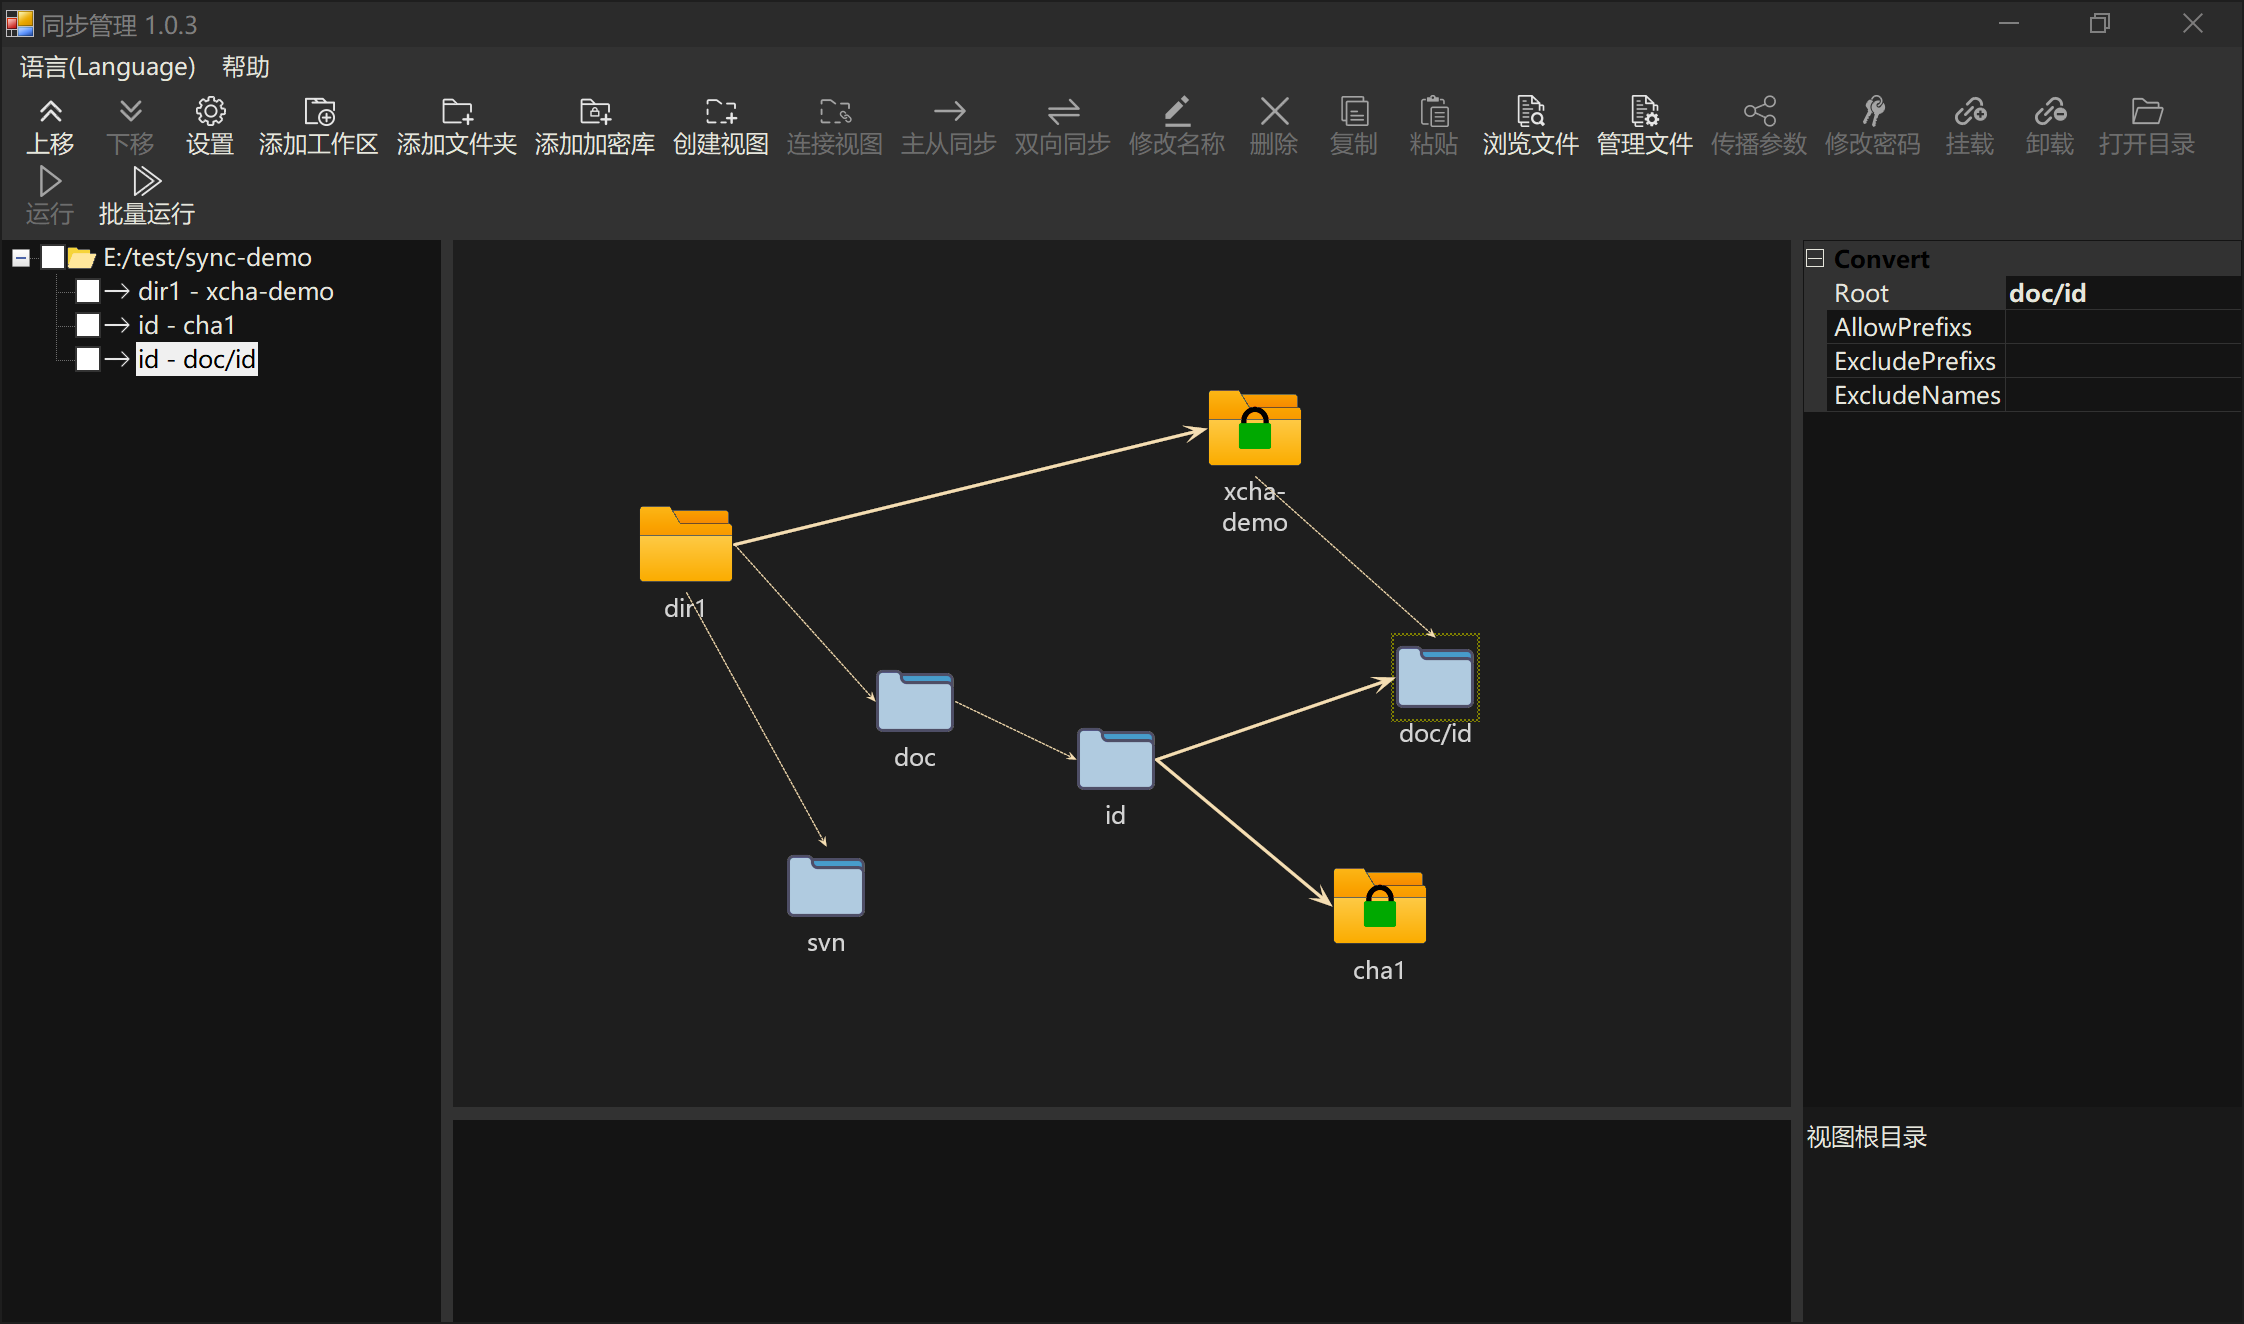 同步管理 1.0.3
语言(Language) 帮助
上移 下移 设置 添加工作区 添加文件夹 添加加密库 创建视图 连接视图 主从同步 双向同步 修改名称 删除 复制 粘贴 浏览文件 管理文件 传播参数 修改密码 挂载 卸载 打开目录
运行 批量运行
E:/test/sync-demo
dir1 - xcha-demo
id - cha1
id - doc/id
xcha-
demo
dir1
doc/id
doc
id
svn
cha1
Convert
Root doc/id
AllowPrefixs
ExcludePrefixs
ExcludeNames
视图根目录